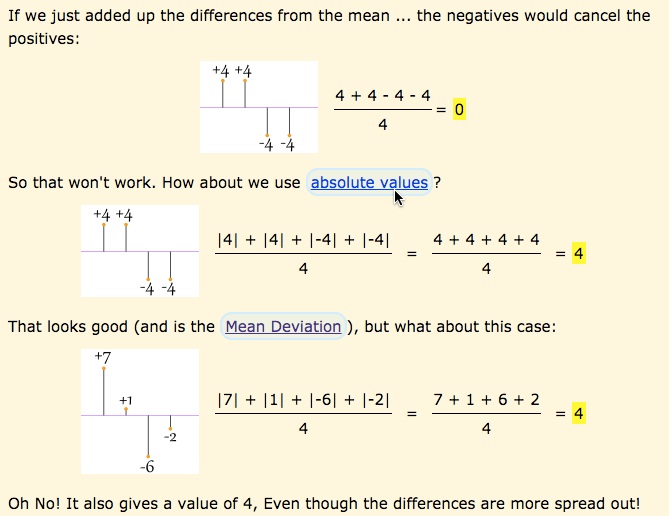 If we just added up the differences from the mean ... the negatives would cancel the
positives:
+4 +4
-4 -4
4 + 4 - 4 - 4
4
= 0
So that won't work. How about we use absolute values ?
+4 +4
-4 -4
|4| + |4| + |-4| + |-4|
4
=
4 + 4 + 4 + 4
4
= 4
That looks good (and is the Mean Deviation ), but what about this case:
+7
+1
-2
-6
|7| + |1| + |-6| + |-2|
4
=
7 + 1 + 6 + 2
4
= 4
Oh No! It also gives a value of 4, Even though the differences are more spread out!